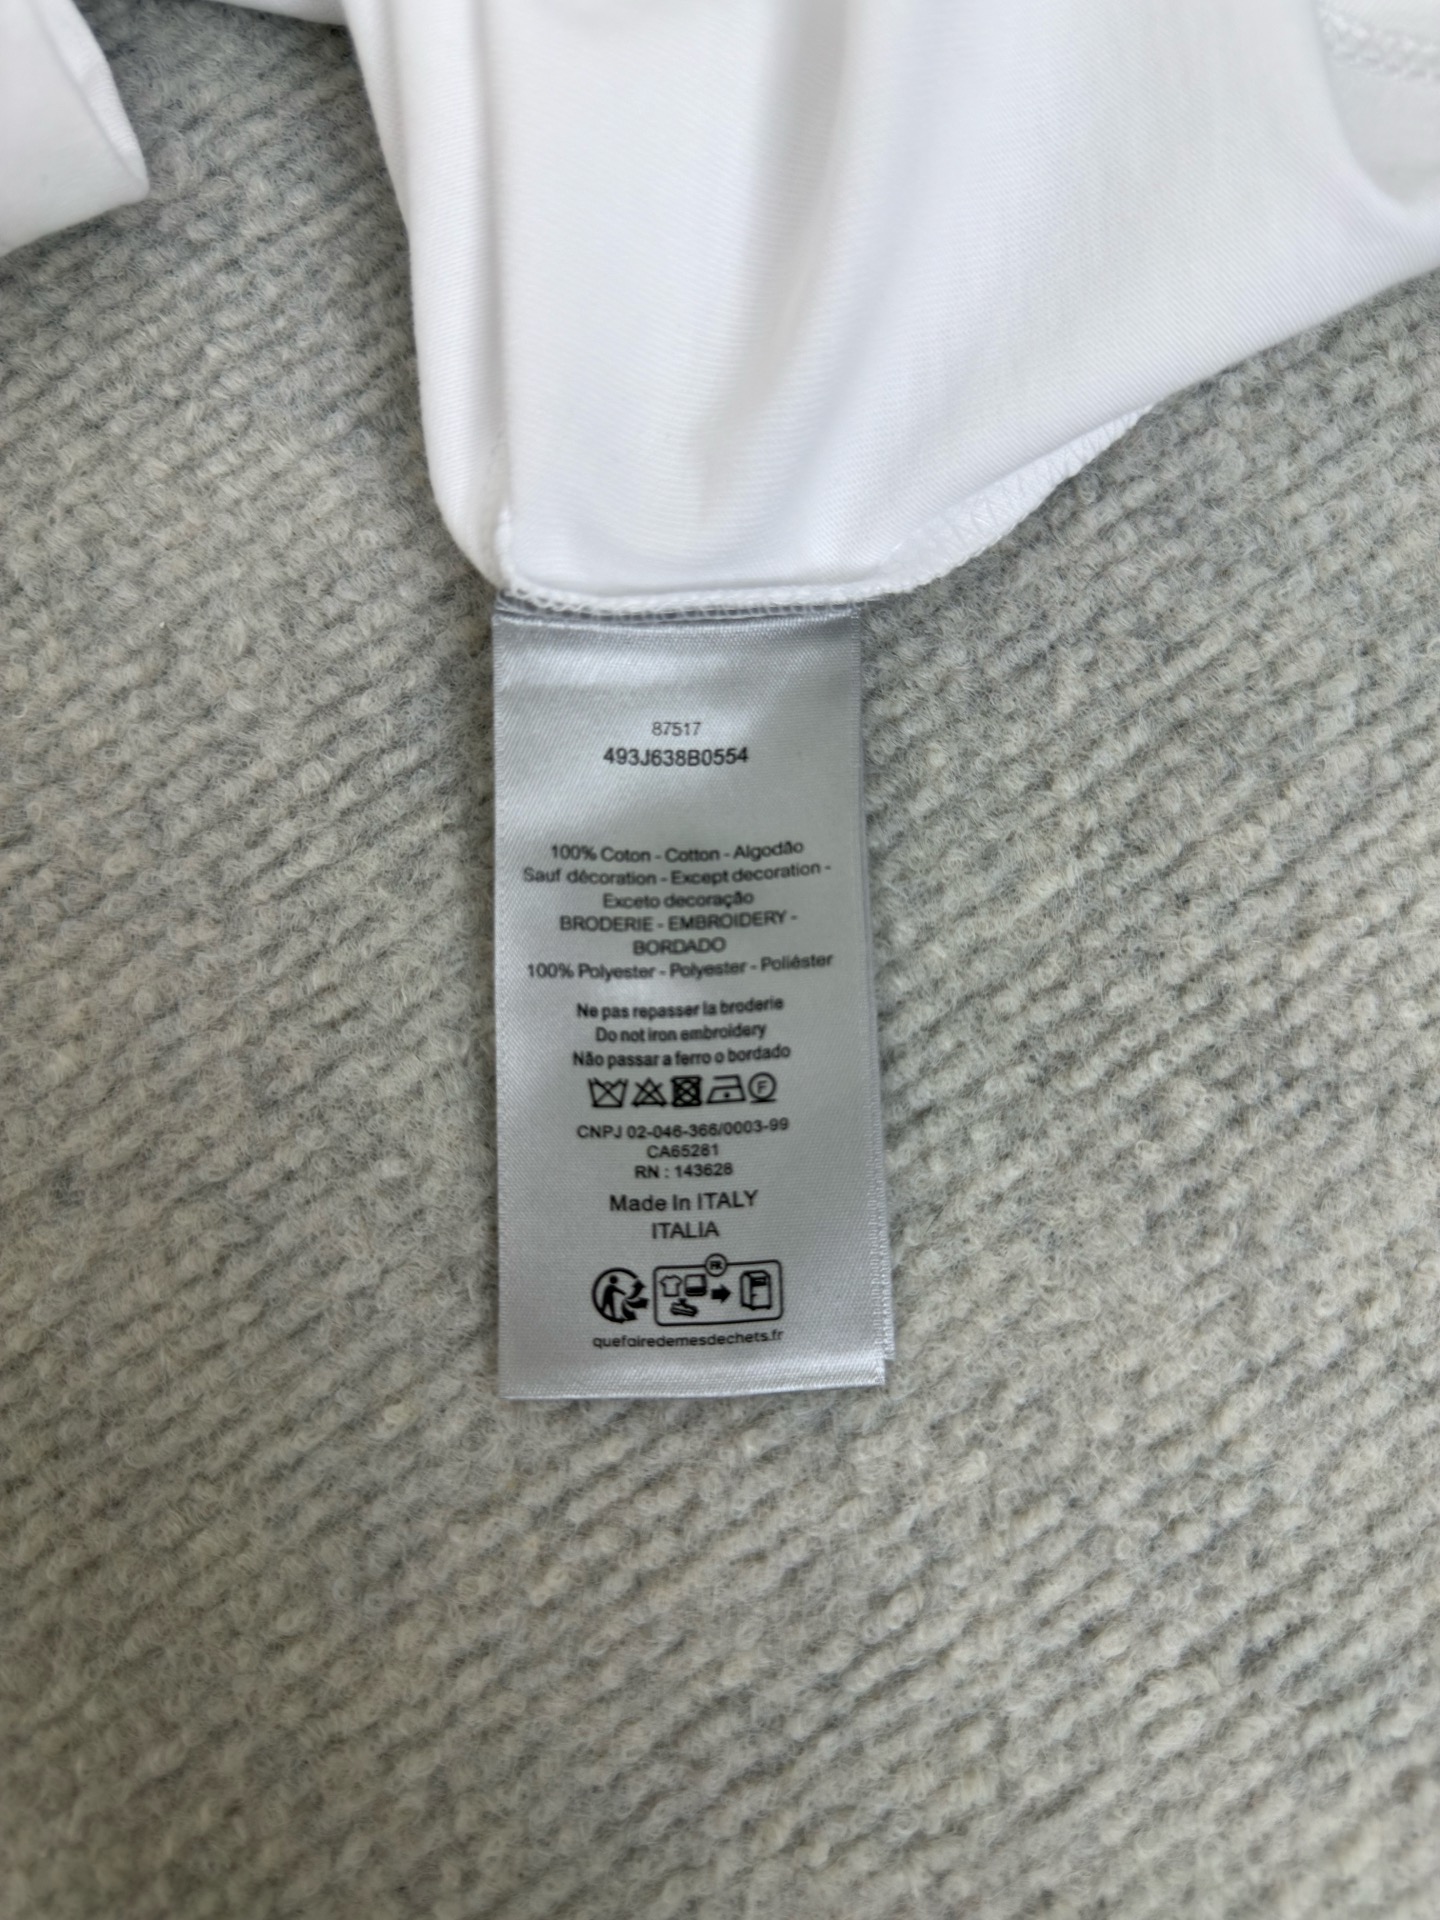 87517
493J638B0554
100% Coton - Cotton - Algodão
Sauf décoration - Except decoration -
Exceto decoração
BRODERIE - EMBROIDERY -
BORDADO
100% Polyester - Polyester - Poliéster
Ne pas repasser la broderie
Do not iron embroidery
Não passar a ferro o bordado
F
CNPJ 02-046-366/0003-99
CA65281
RN : 143628
Made In ITALY
ITALIA
FR
quefairedemesdechets.fr